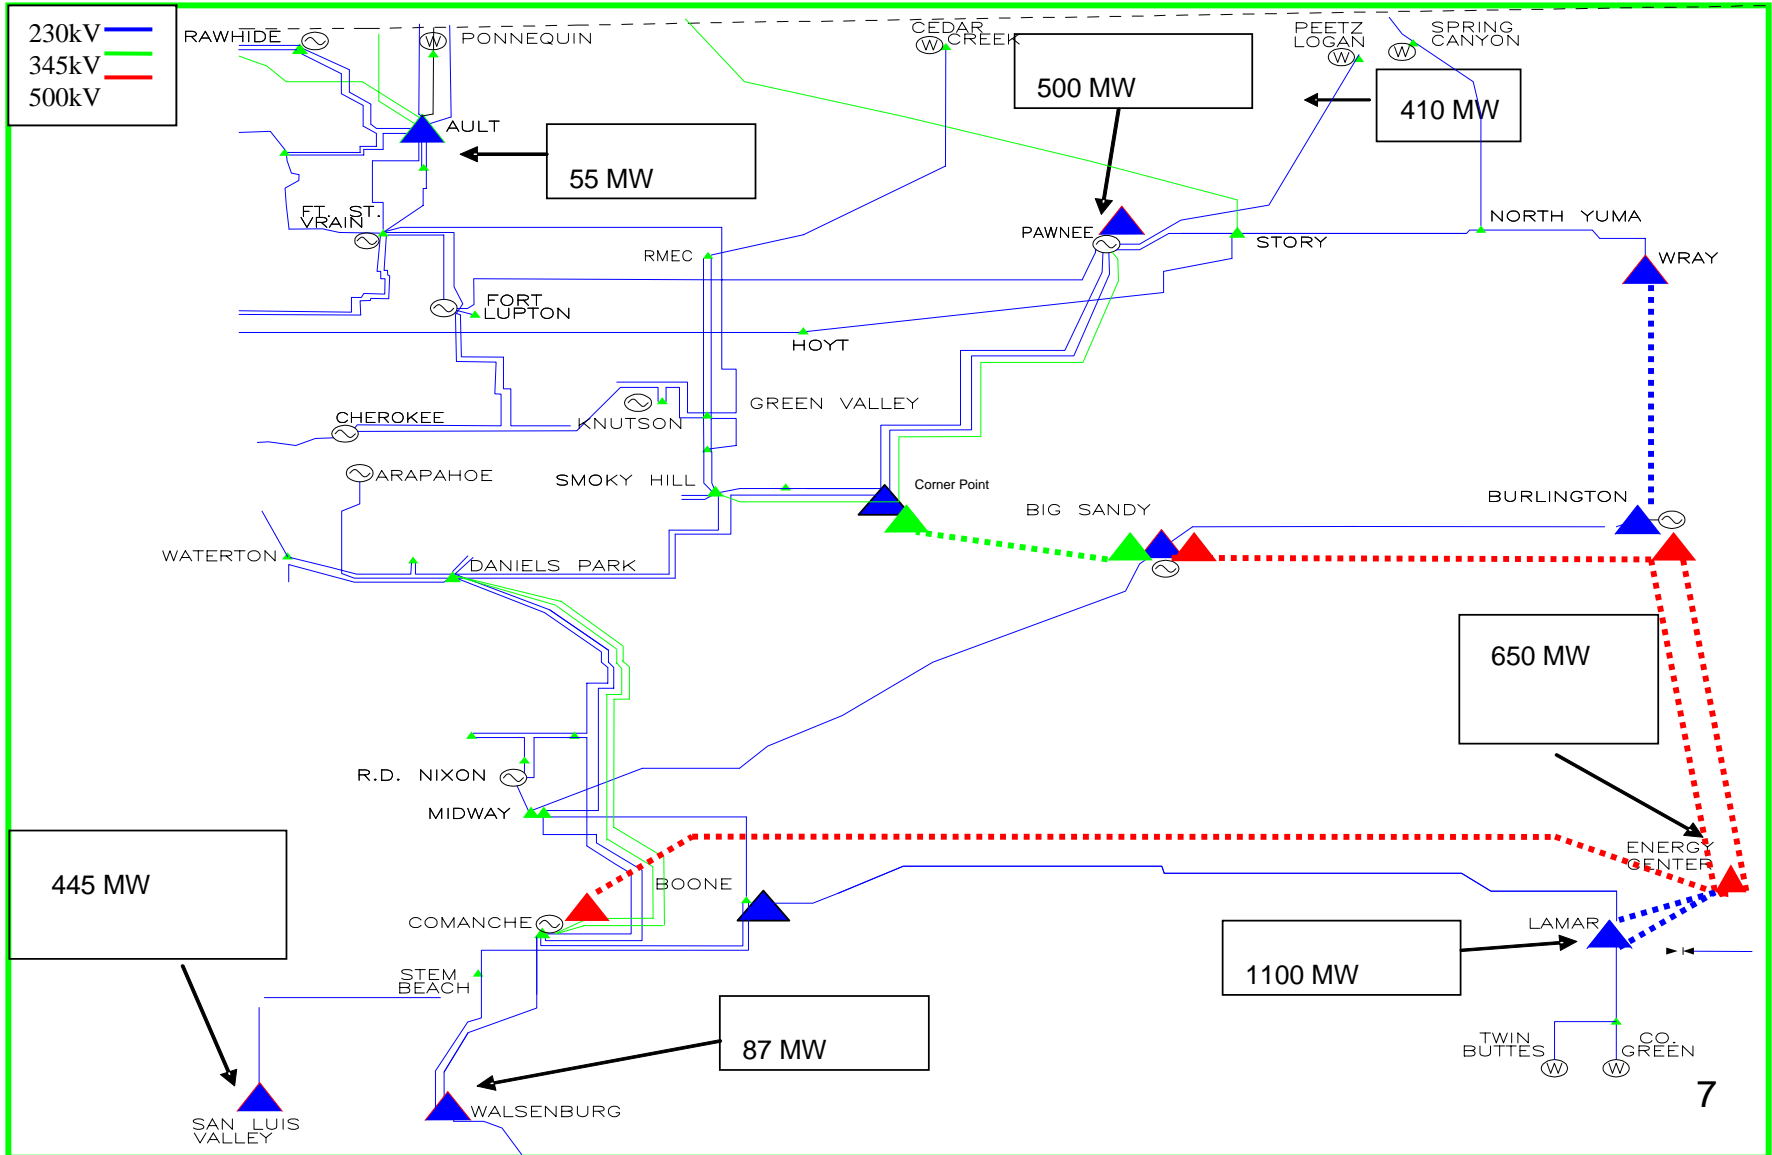 230kV
345kV
500kV
RAWHIDE
W
PONNEQUIN
CEDAR
CREEK
W
PEETZ
LOGAN
W
SPRING
CANYON
W
500 MW
410 MW
AULT
55 MW
FT. ST.
VRAIN
RMEC
PAWNEE
STORY
NORTH YUMA
WRAY
FORT
LUPTON
HOYT
CHEROKEE
KNUTSON
GREEN VALLEY
ARAPAHOE
SMOKY HILL
Corner Point
BIG SANDY
BURLINGTON
WATERTON
DANIELS PARK
650 MW
R.D. NIXON
MIDWAY
ENERGY
CENTER
445 MW
BOONE
COMANCHE
LAMAR
STEM
BEACH
1100 MW
87 MW
TWIN
BUTTES
W
CO.
GREEN
W
SAN LUIS
VALLEY
WALSENBURG
7